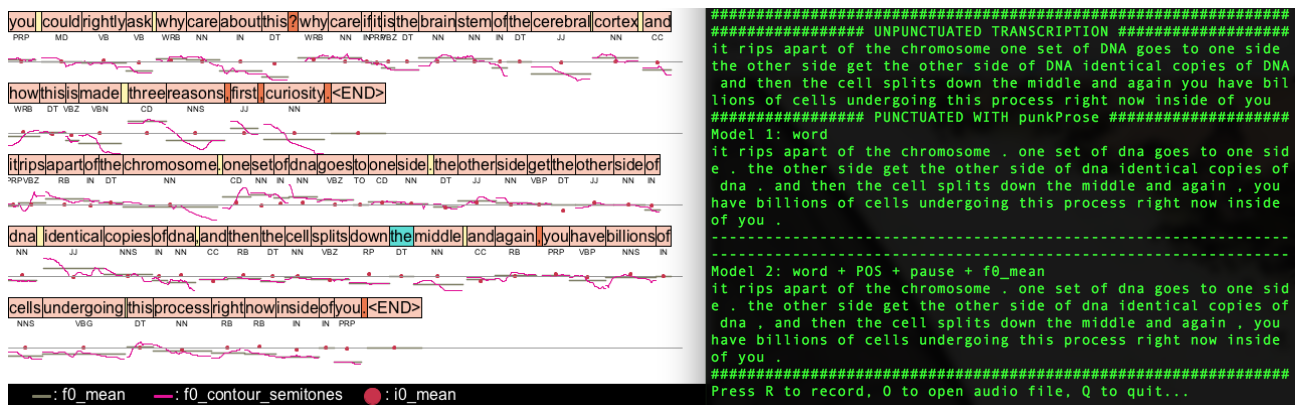 you could rightly ask why care about this ? why care if it is the brain stem of the cerebral cortex and
PRP MD VB VB WRB NN IN DT WRB NN IN PRP VBZ DT NN NN IN DT JJ NN CC
how this is made three reasons , first , curiosity . <END>
WRB DT VBZ VBN CD NNS JJ NN
it rips apart of the chromosome . one set of dna goes to one side . the other side get the other side of
PRP VBZ RB IN DT NN CD NN IN NN VBZ TO CD NN DT JJ NN VBP DT JJ NN IN
dna identical copies of dna , and then the cell splits down the middle and again , you have billions of
NN JJ NNS IN NN CC RB DT NN VBZ RP DT NN CC RB PRP VBP NNS IN
cells undergoing this process right now inside of you . <END>
NNS VBG DT NN RB RB IN IN PRP
: f0_mean : f0_contour_semitones : i0_mean
################################################################
################# UNPUNCTUATED TRANSCRIPTION ###################
it rips apart of the chromosome one set of DNA goes to one side
the other side get the other side of DNA identical copies of DNA
and then the cell splits down the middle and again you have bil
lions of cells undergoing this process right now inside of you
################# PUNCTUATED WITH punkProse ####################
Model 1: word
it rips apart of the chromosome . one set of dna goes to one sid
e . the other side get the other side of dna identical copies of
dna . and then the cell splits down the middle and again , you
have billions of cells undergoing this process right now inside
of you .
----------------------------------------------------------------
----------------------------------------------------------------
Model 2: word + POS + pause + f0_mean
it rips apart of the chromosome . one set of dna goes to one sid
e . the other side get the other side of dna identical copies of
dna , and then the cell splits down the middle and again , you
have billions of cells undergoing this process right now inside
of you .
################################################################
Press R to record, O to open audio file, Q to quit...